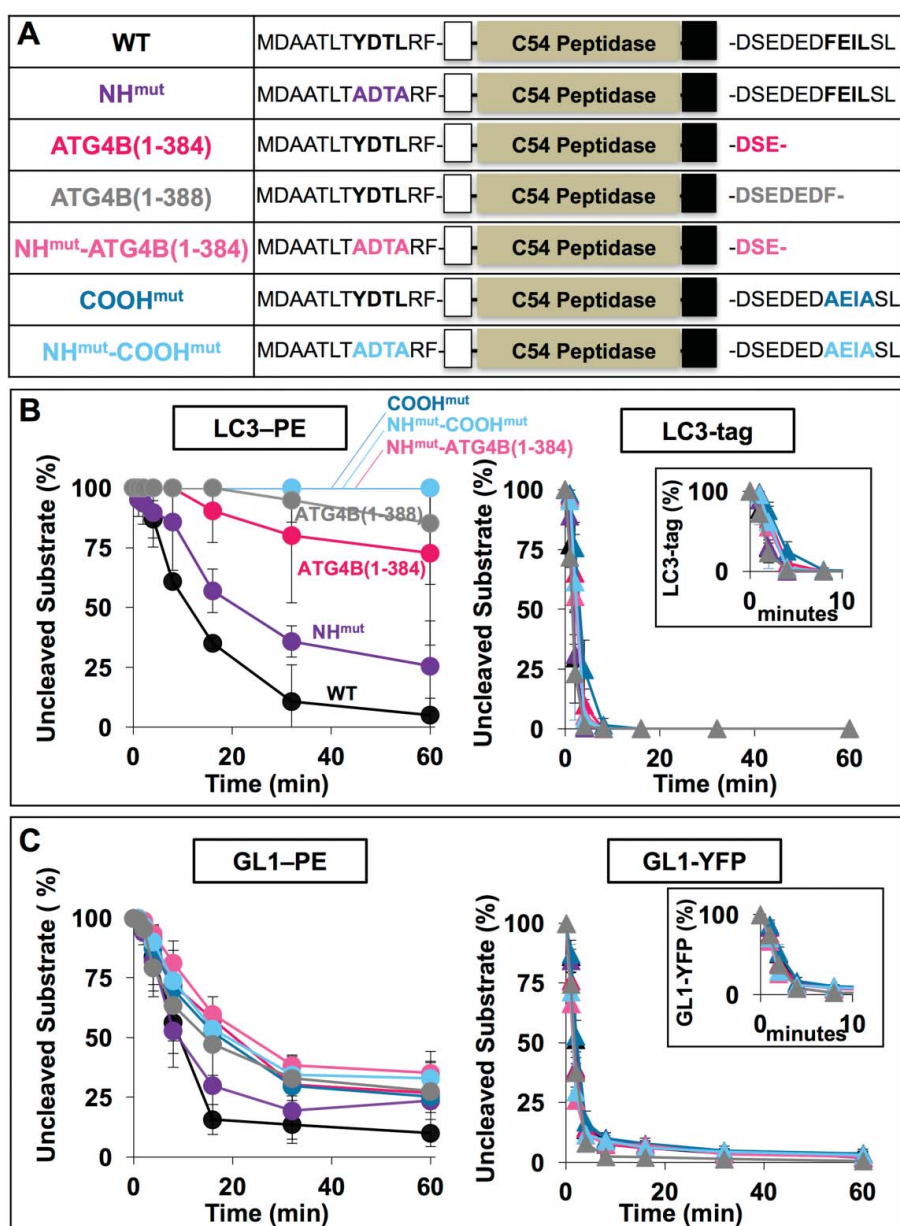 A
WT MDAATLTYDTLRF- C54 Peptidase -DSEDEDFEILSL
NHmut MDAATLTADTARF- C54 Peptidase -DSEDEDFEILSL
ATG4B(1-384) MDAATLTYDTLRF- C54 Peptidase -DSE-
ATG4B(1-388) MDAATLTYDTLRF- C54 Peptidase -DSEDEDF-
NHmut-ATG4B(1-384) MDAATLTADTARF- C54 Peptidase -DSE-
COOHmut MDAATLTYDTLRF- C54 Peptidase -DSEDEDAEIASL
NHmut-COOHmut MDAATLTADTARF- C54 Peptidase -DSEDEDAEIASL
B
LC3–PE
COOHmut
NHmut-COOHmut
NHmut-ATG4B(1-384)
Uncleaved Substrate (%)
100
75
50
25
0
ATG4B(1-388)
ATG4B(1-384)
NHmut
WT
0 20 40 60
Time (min)
LC3-tag
Uncleaved Substrate (%)
100
75
50
25
0
LC3-tag (%)
100
0
0 10
minutes
0 20 40 60
Time (min)
C
GL1–PE
Uncleaved Substrate ( %)
100
75
50
25
0
0 20 40 60
Time (min)
GL1-YFP
Uncleaved Substrate (%)
100
75
50
25
0
GL1-YFP (%)
100
0
0 10
minutes
0 20 40 60
Time (min)